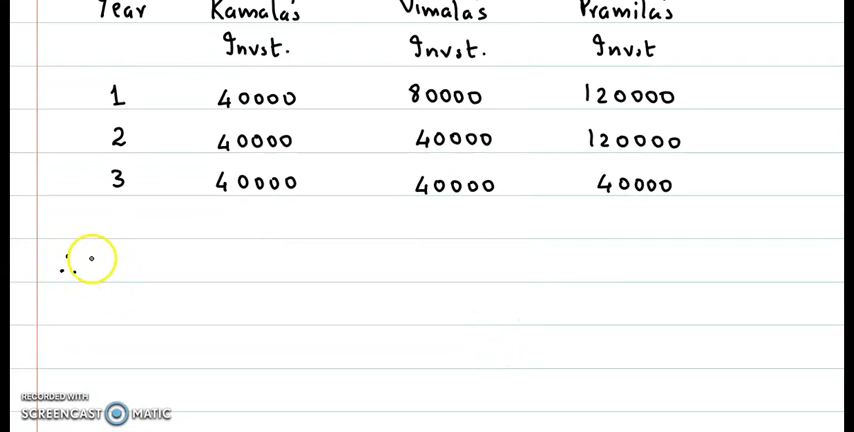 Year Kamala's Vimalas Pramila's
Invst. Invst. Invst
1 40000 80000 120000
2 40000 40000 120000
3 40000 40000 40000
∴
RECORDED WITH
SCREENCAST MATIC